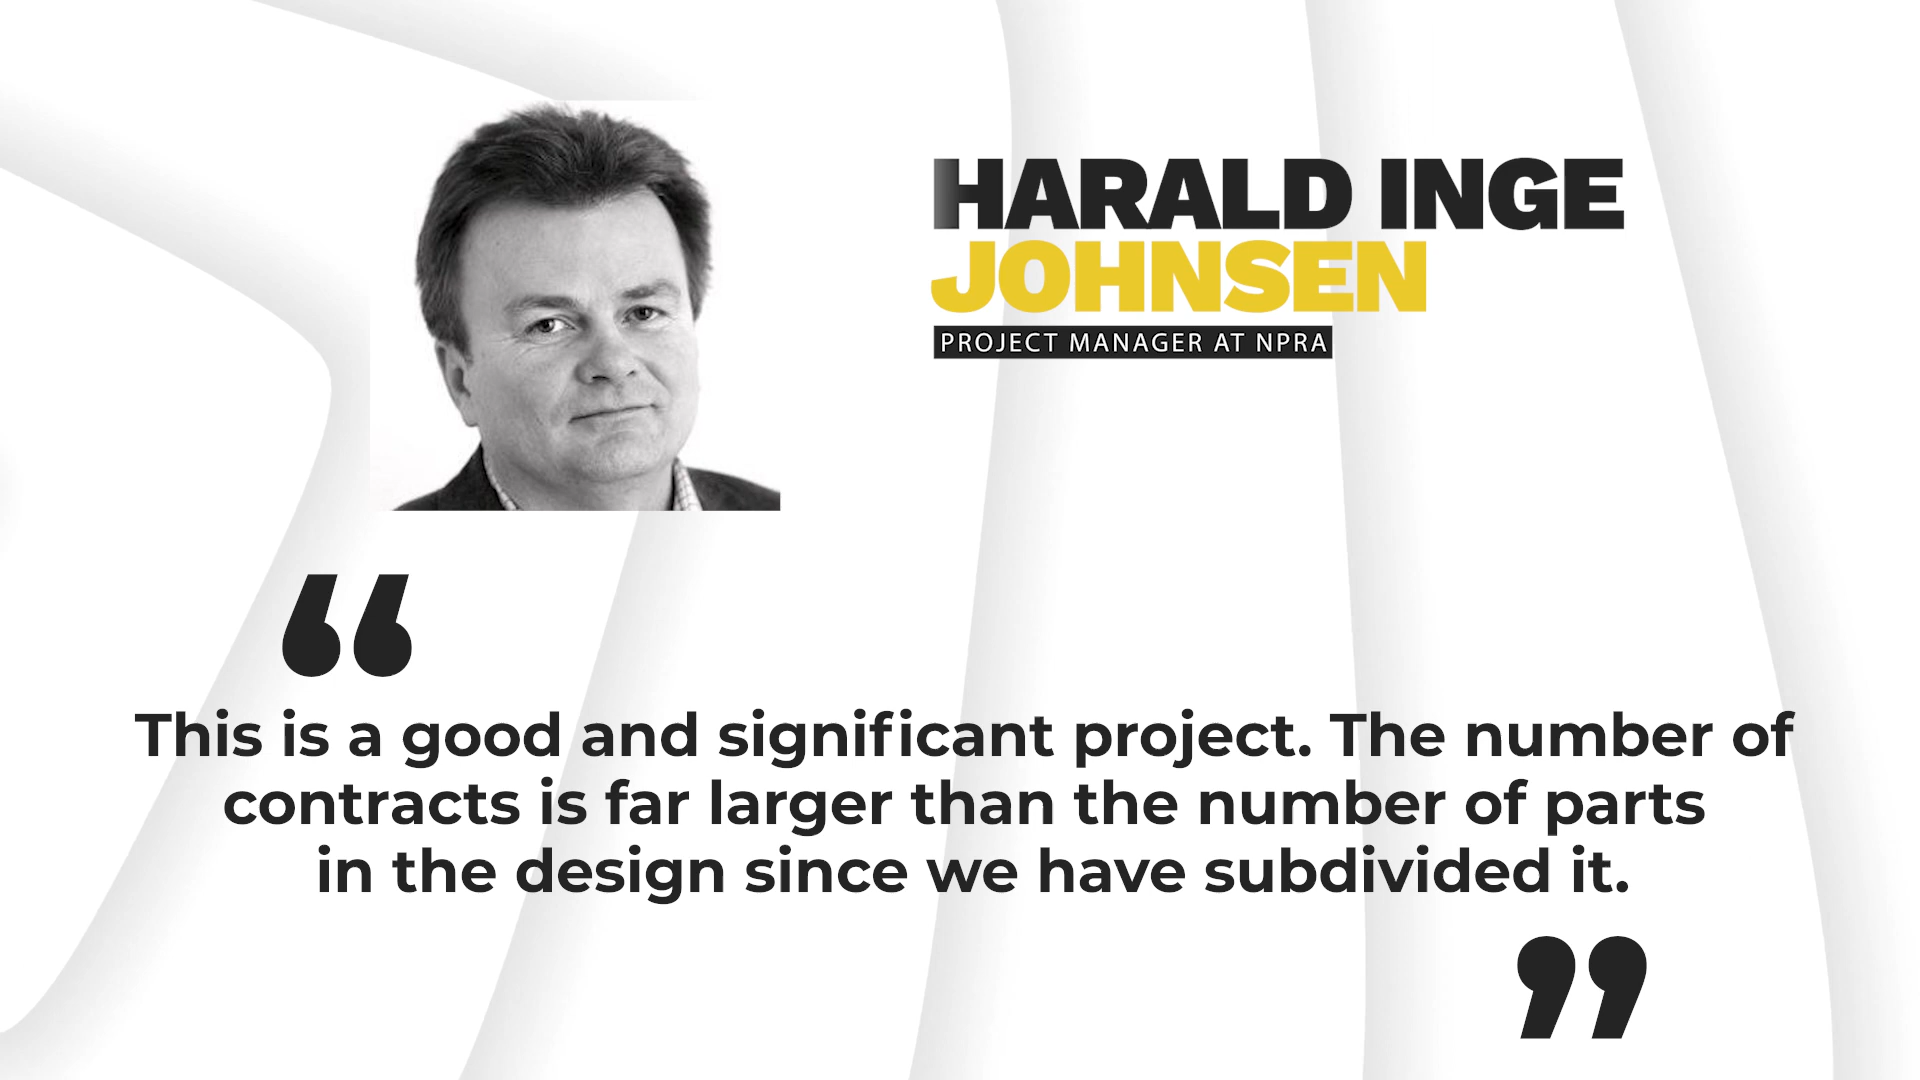 HARALD INGE
JOHNSEN
PROJECT MANAGER AT NPRA
“
This is a good and significant project. The number of
contracts is far larger than the number of parts
in the design since we have subdivided it.
”